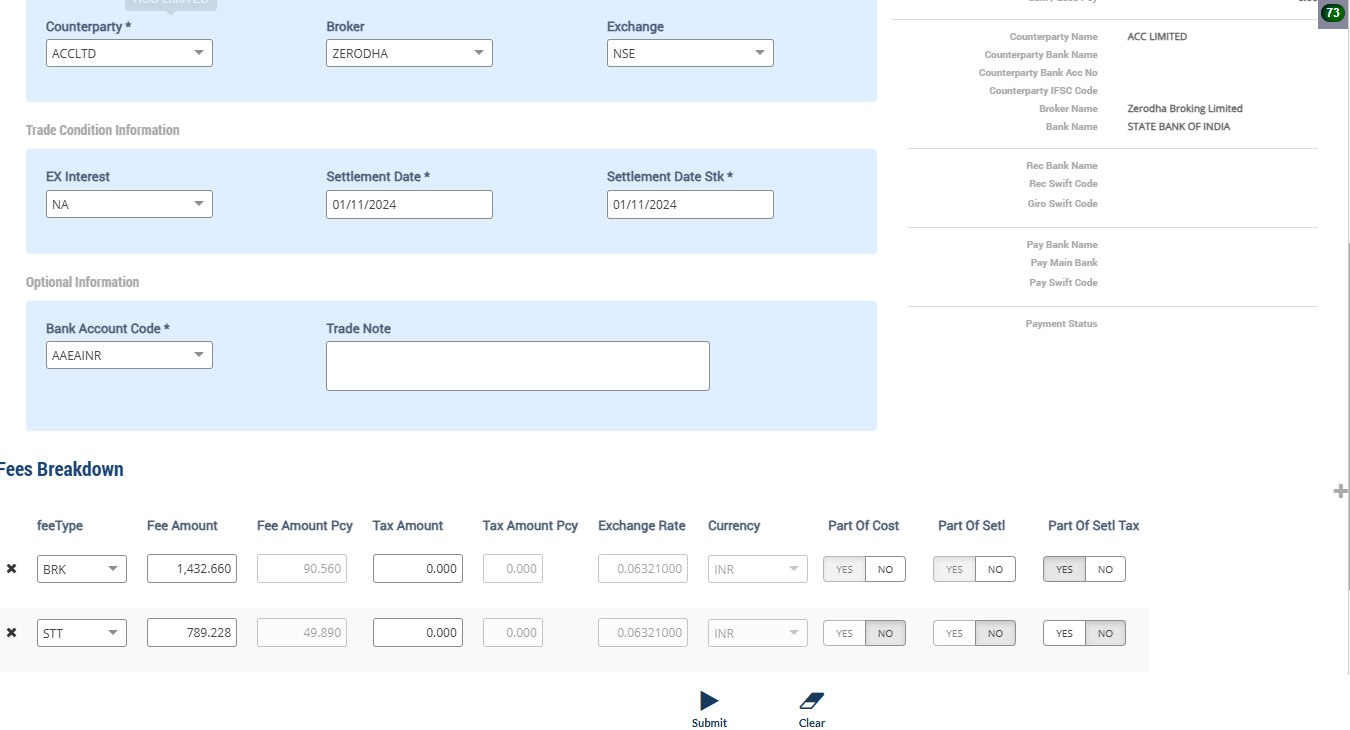 Counterparty *
Broker
Exchange
ACCLTD
ZERODHA
NSE
Trade Condition Information
EX Interest
Settlement Date *
Settlement Date Stk *
NA
01/11/2024
01/11/2024
Optional Information
Bank Account Code *
Trade Note
AAEAINR
73
Counterparty Name ACC LIMITED
Counterparty Bank Name
Counterparty Bank Acc No
Counterparty IFSC Code
Broker Name Zerodha Broking Limited
Bank Name STATE BANK OF INDIA
Rec Bank Name
Rec Swift Code
Giro Swift Code
Pay Bank Name
Pay Main Bank
Pay Swift Code
Payment Status
Fees Breakdown
feeType Fee Amount Fee Amount Pcy Tax Amount Tax Amount Pcy Exchange Rate Currency Part Of Cost Part Of Setl Part Of Setl Tax
BRK 1,432.660 90.560 0.000 0.000 0.06321000 INR YES NO YES NO YES NO
STT 789.228 49.890 0.000 0.000 0.06321000 INR YES NO YES NO YES NO
Submit
Clear